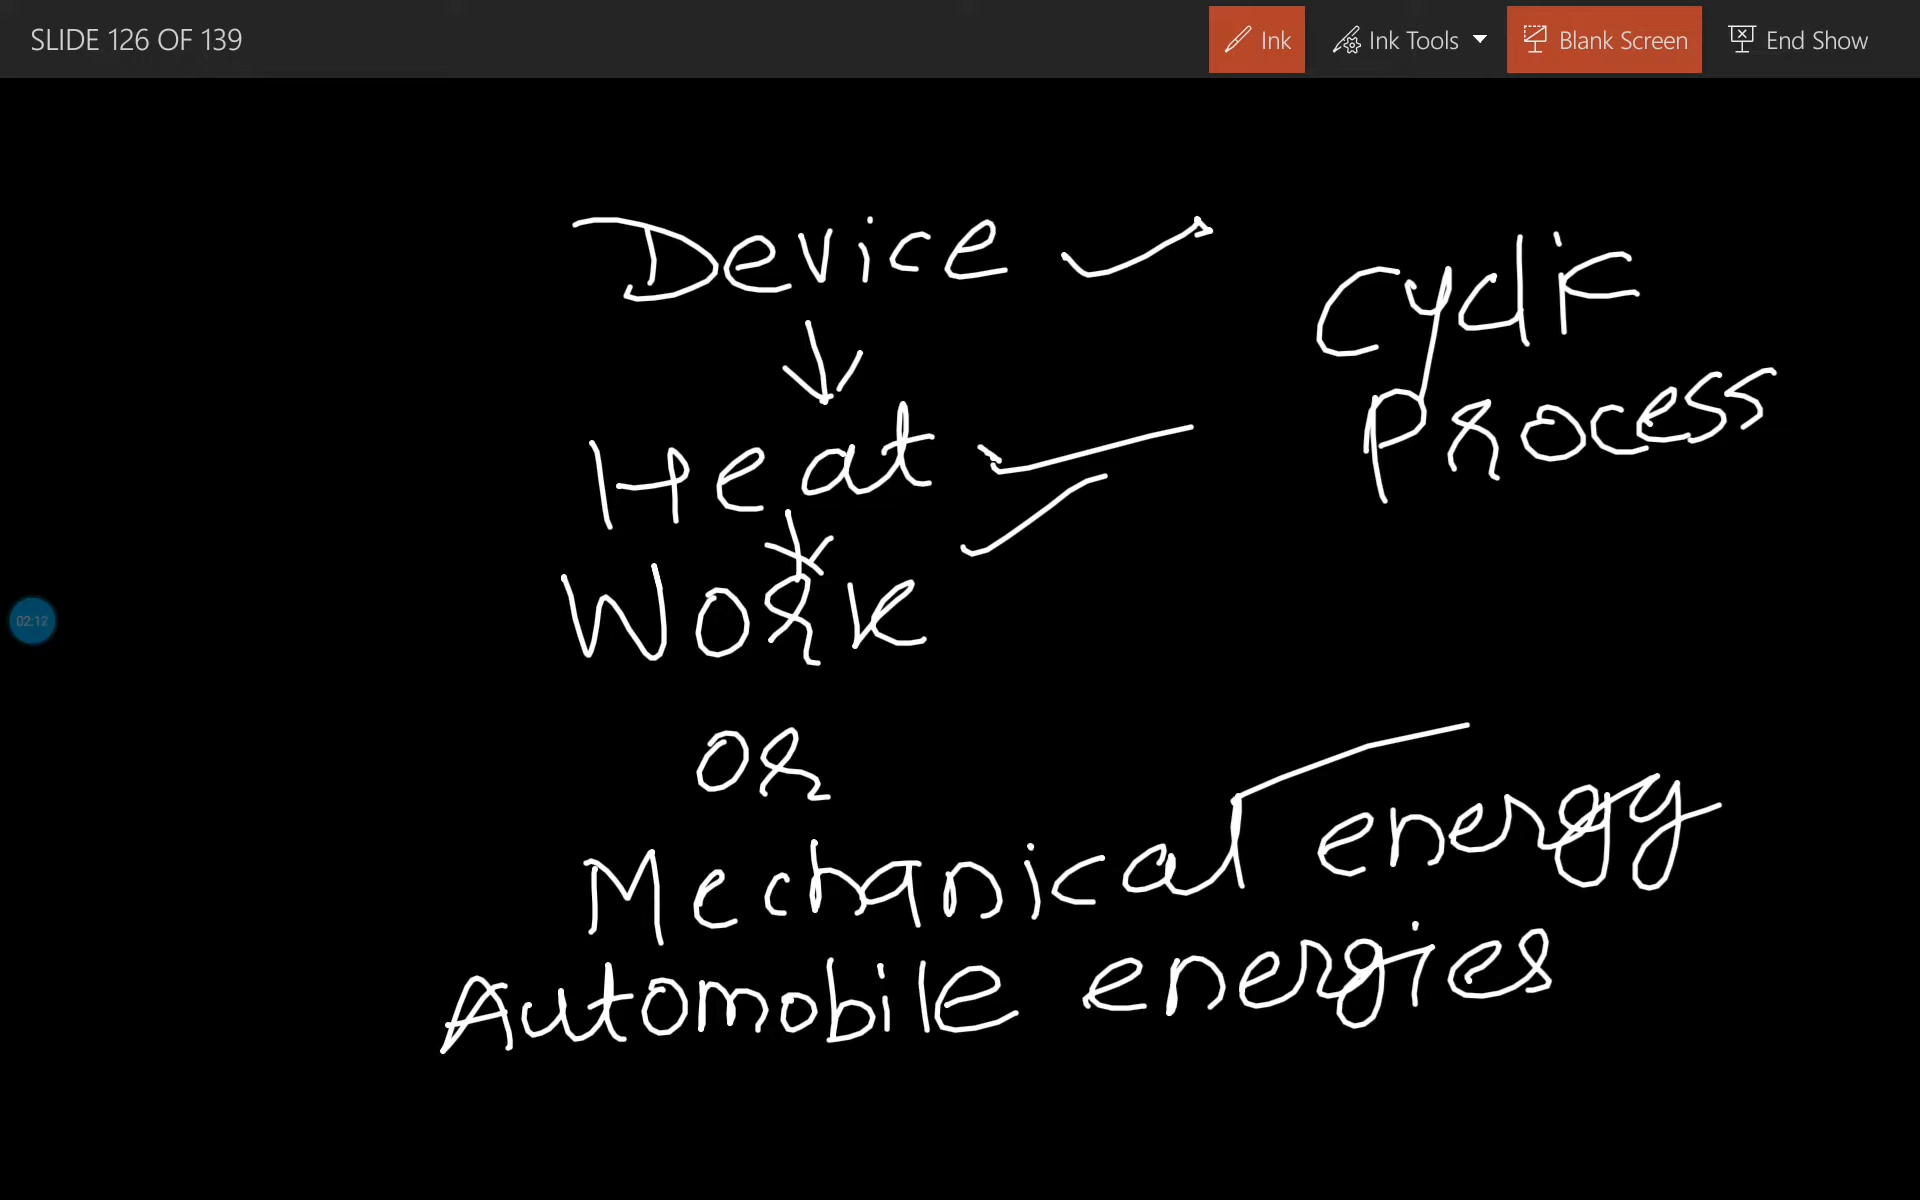 SLIDE 126 OF 139 Ink Ink Tools Blank Screen End Show
Device
Cyclic
Process
Heat
Work
02:12
or
Mechanical energy
Automobile energies